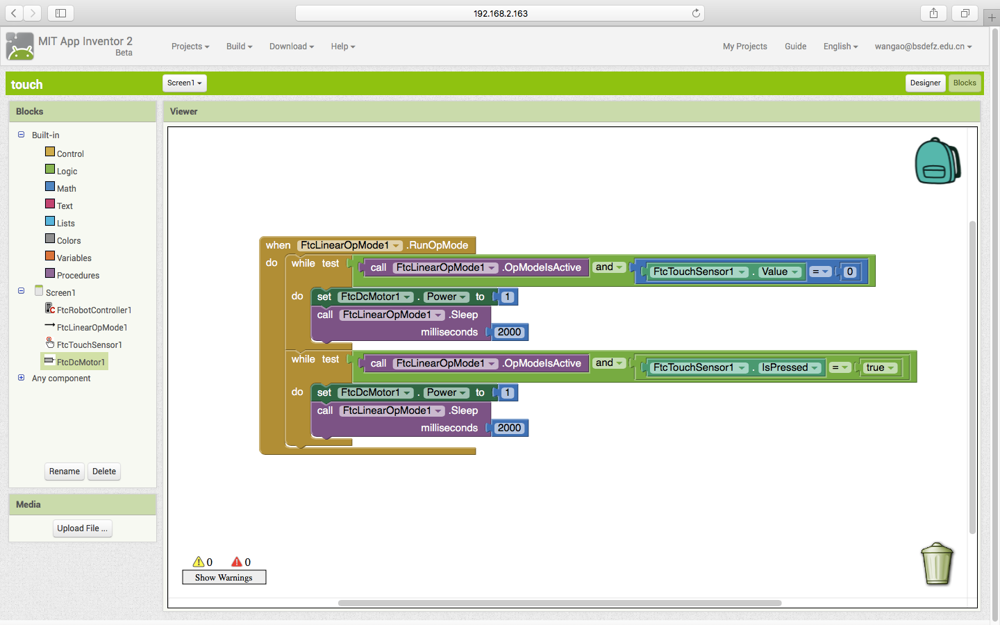 192.168.2.163
MIT App Inventor 2
Beta
Projects Build Download Help My Projects Guide English wangao@bsdefz.edu.cn
touch Screen1 Designer Blocks
Blocks
Built-in
Control
Logic
Math
Text
Lists
Colors
Variables
Procedures
Screen1
FtcRobotController1
FtcLinearOpMode1
FtcTouchSensor1
FtcDcMotor1
Any component
Rename Delete
Media
Upload File ...
Viewer
when FtcLinearOpMode1 .RunOpMode
do while test call FtcLinearOpMode1 .OpModeIsActive and FtcTouchSensor1 . Value = 0
do set FtcDcMotor1 . Power to 1
call FtcLinearOpMode1 .Sleep
milliseconds 2000
while test call FtcLinearOpMode1 .OpModeIsActive and FtcTouchSensor1 . IsPressed = true
do set FtcDcMotor1 . Power to 1
call FtcLinearOpMode1 .Sleep
milliseconds 2000
0 0
Show Warnings